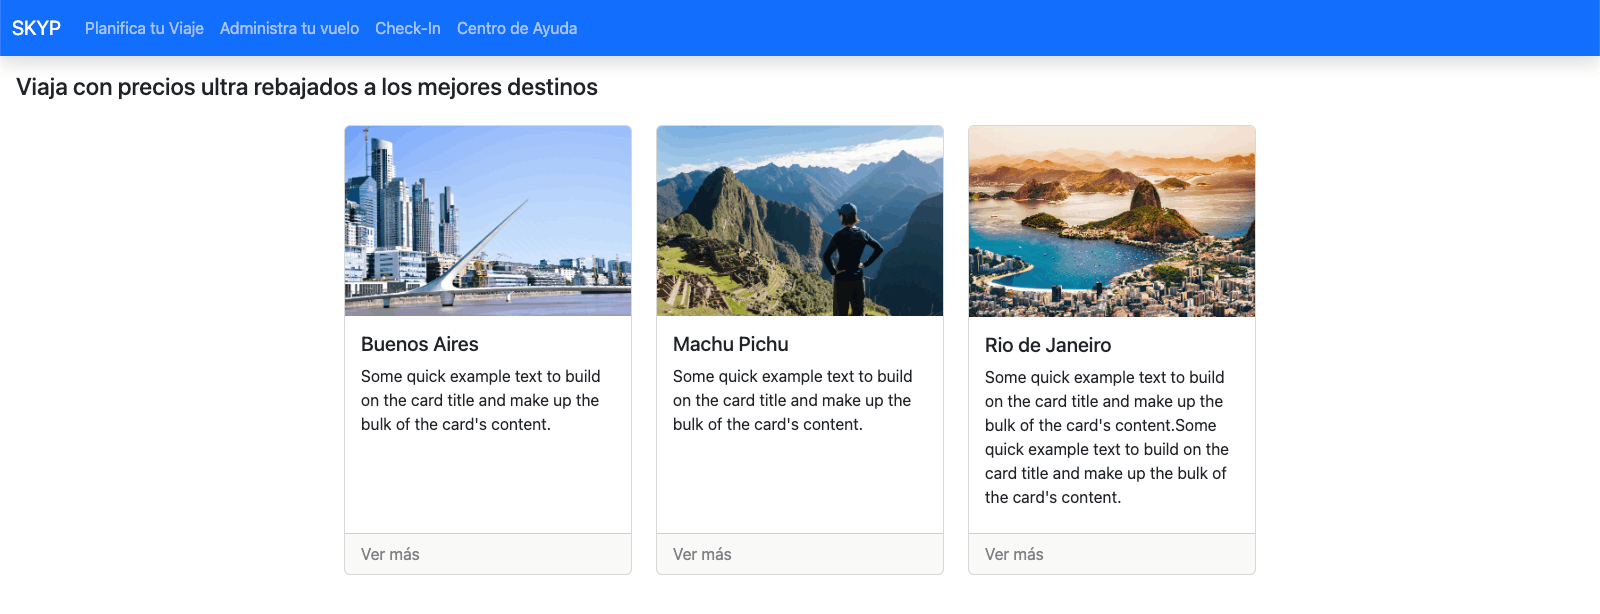 SKYP Planifica tu Viaje Administra tu vuelo Check-In Centro de Ayuda
Viaja con precios ultra rebajados a los mejores destinos
Buenos Aires
Some quick example text to build
on the card title and make up the
bulk of the card's content.
Ver más
Machu Pichu
Some quick example text to build
on the card title and make up the
bulk of the card's content.
Ver más
Rio de Janeiro
Some quick example text to build
on the card title and make up the
bulk of the card's content.Some
quick example text to build on the
card title and make up the bulk of
the card's content.
Ver más